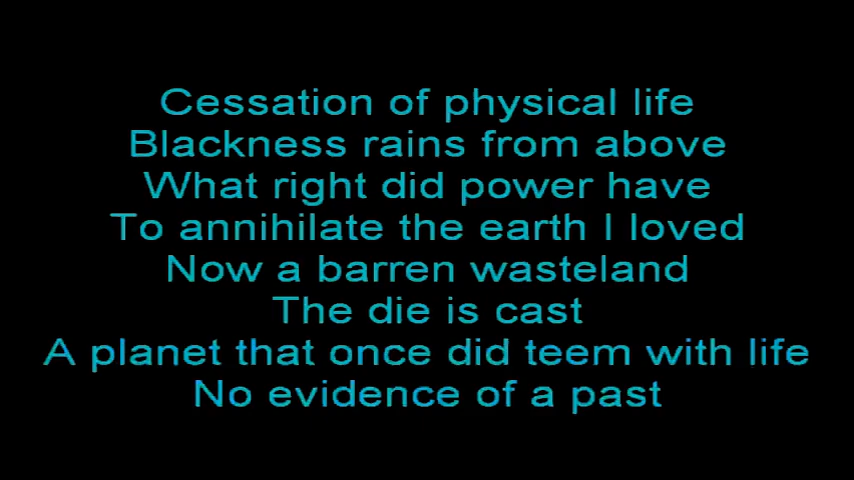 Cessation of physical life
Blackness rains from above
What right did power have
To annihilate the earth I loved
Now a barren wasteland
The die is cast
A planet that once did teem with life
No evidence of a past